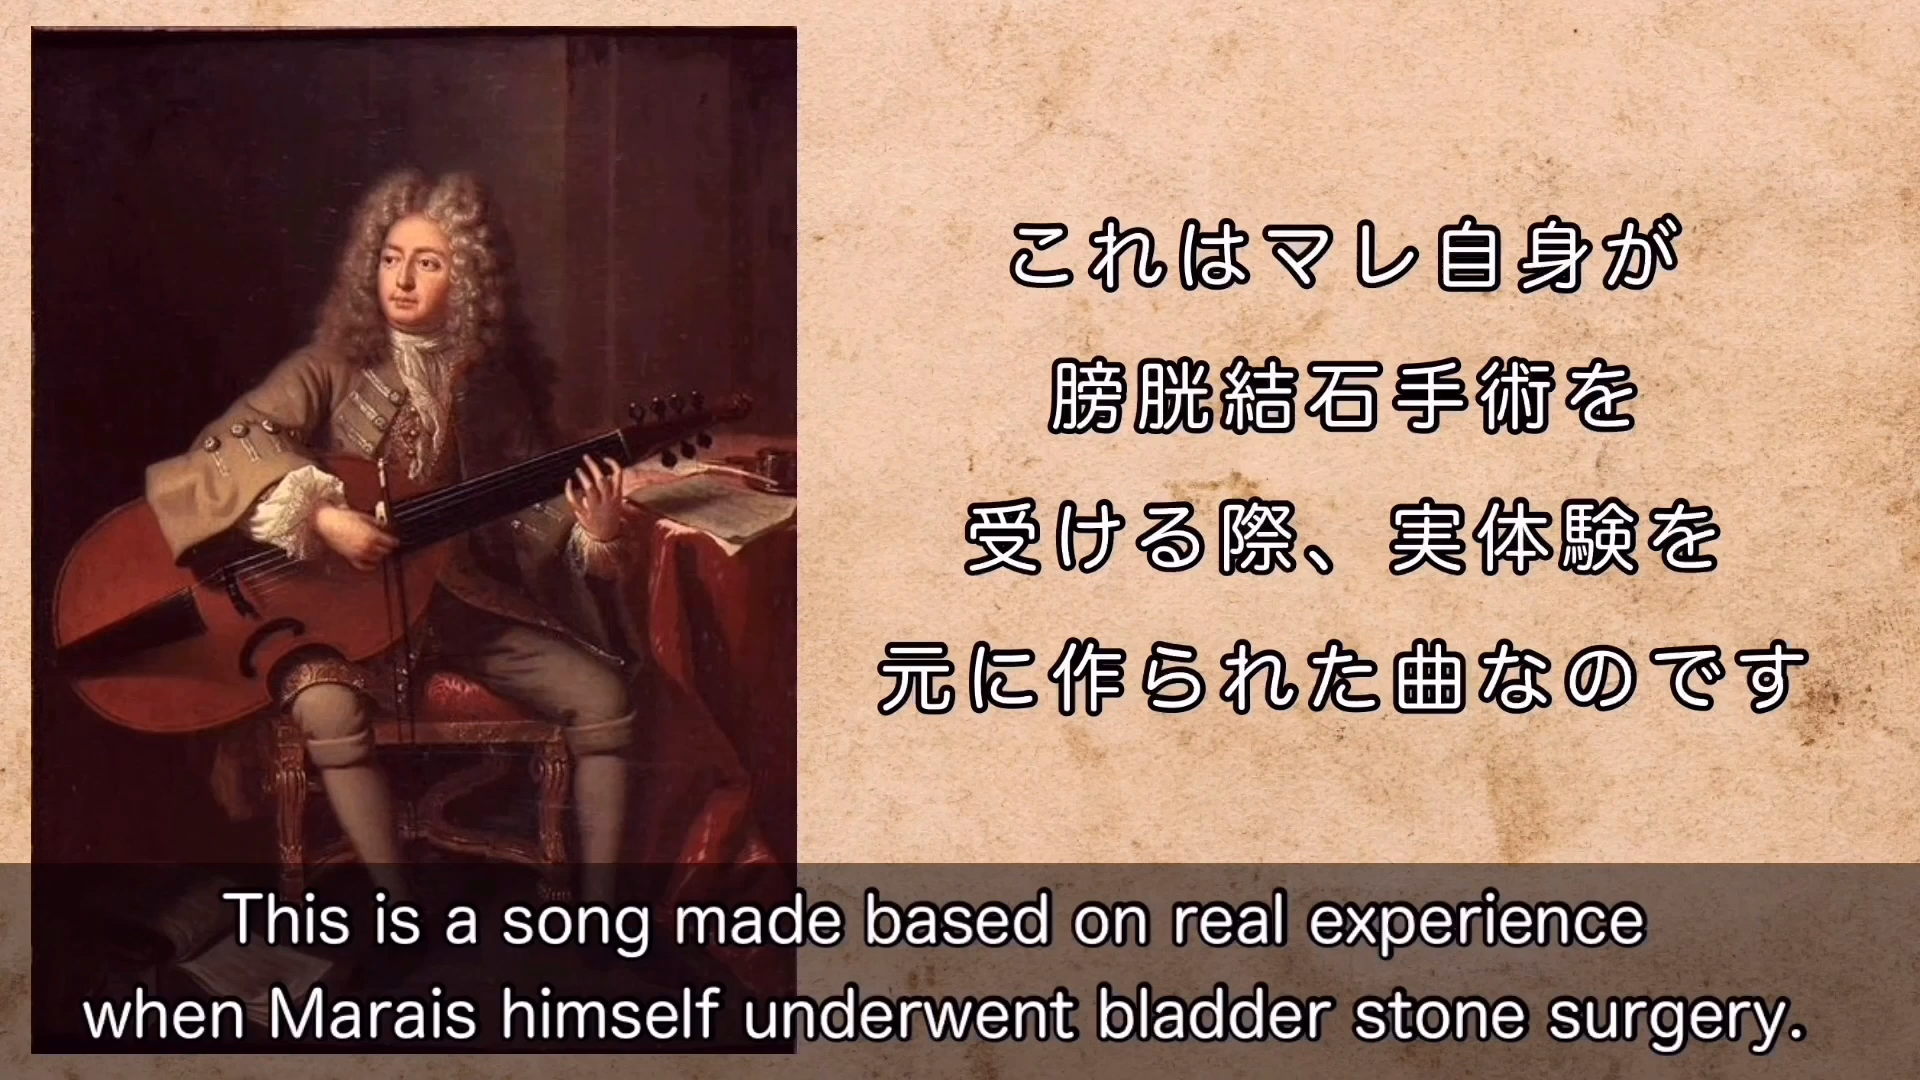 これはマレ自身が
膀胱結石手術を
受ける際、実体験を
元に作られた曲なのです
This is a song made based on real experience
when Marais himself underwent bladder stone surgery.